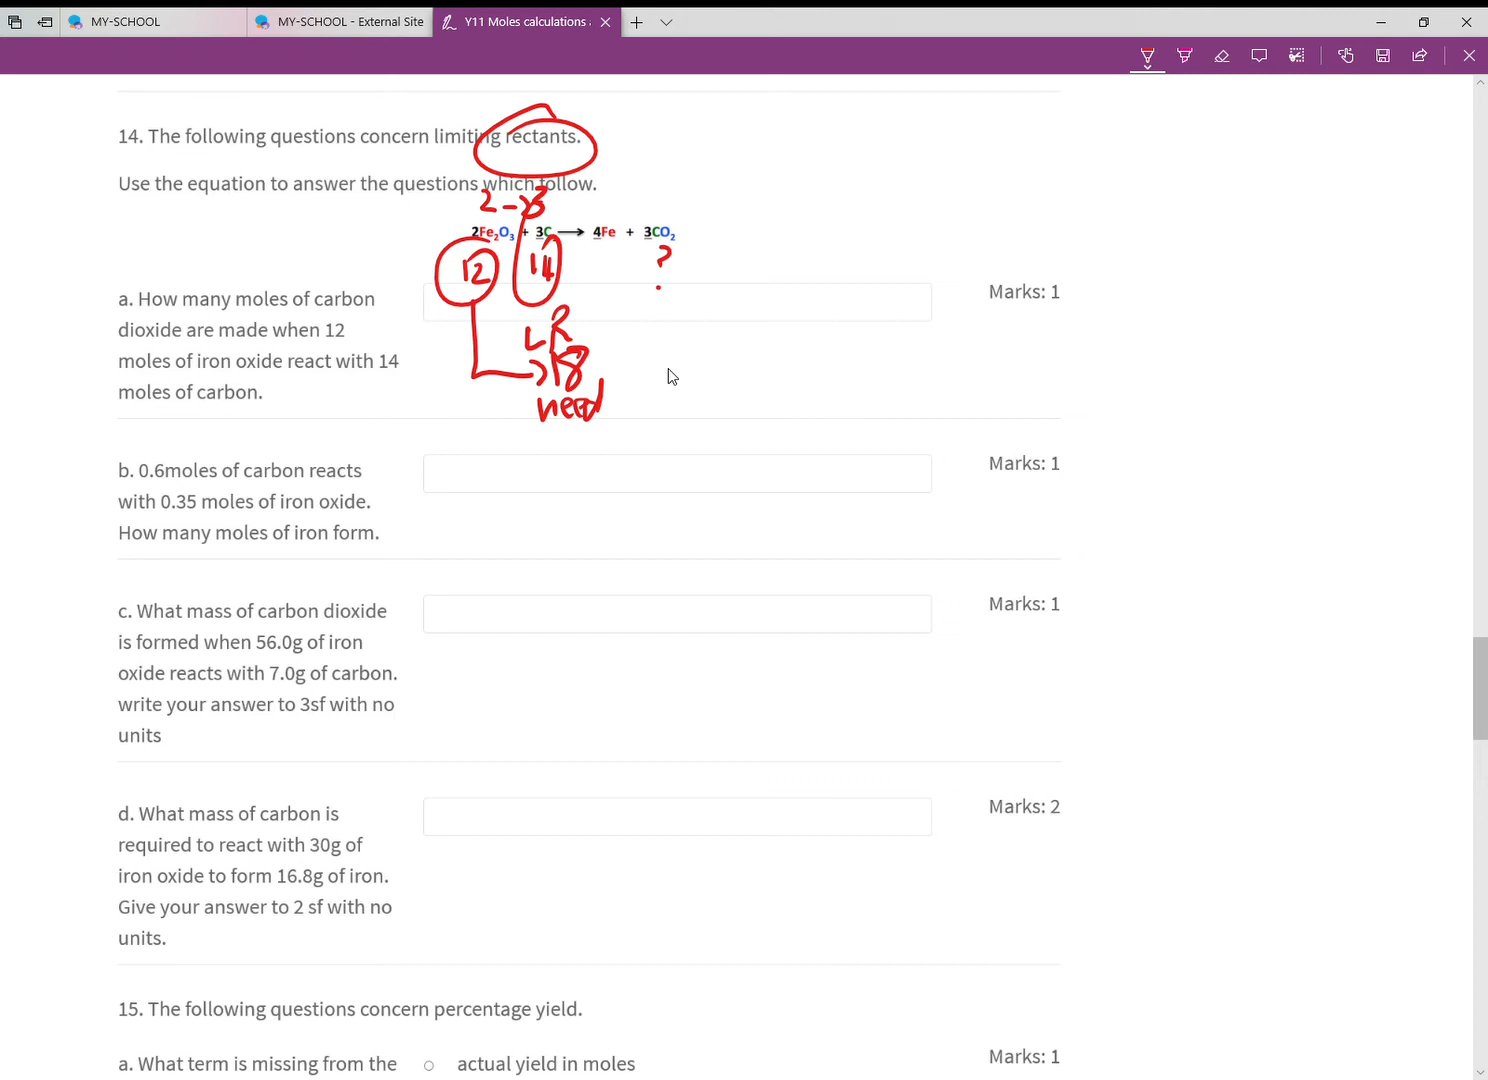 MY-SCHOOL
MY-SCHOOL - External Site
Y11 Moles calculations
14. The following questions concern limiting rectants.
Use the equation to answer the questions which follow.
2 → 3
2Fe₂O₃ + 3C ⟶ 4Fe + 3CO₂
12 14 ?
a. How many moles of carbon
dioxide are made when 12
moles of iron oxide react with 14
moles of carbon.
Marks: 1
LR
18
need
b. 0.6moles of carbon reacts
with 0.35 moles of iron oxide.
How many moles of iron form.
Marks: 1
c. What mass of carbon dioxide
is formed when 56.0g of iron
oxide reacts with 7.0g of carbon.
write your answer to 3sf with no
units
Marks: 1
d. What mass of carbon is
required to react with 30g of
iron oxide to form 16.8g of iron.
Give your answer to 2 sf with no
units.
Marks: 2
15. The following questions concern percentage yield.
a. What term is missing from the
actual yield in moles
Marks: 1